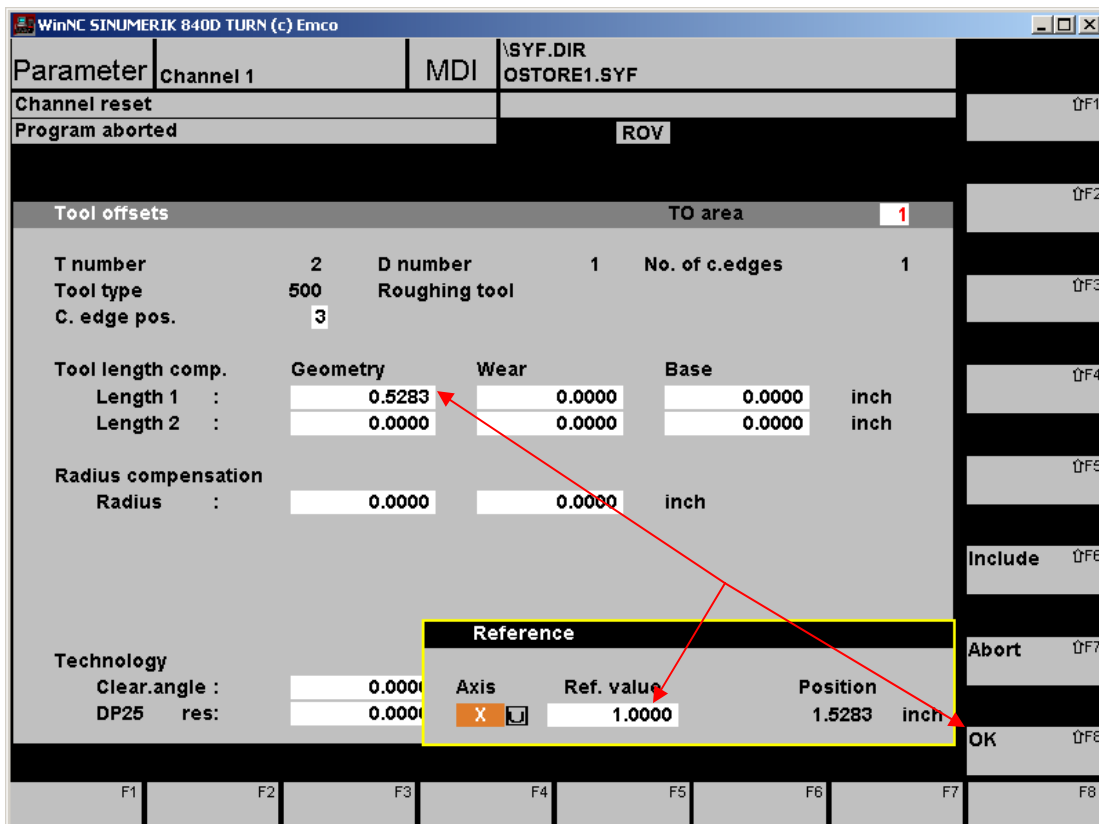 WinNC SINUMERIK 840D TURN (c) Emco
Parameter Channel 1 MDI \SYF.DIR
OSTORE1.SYF
Channel reset
Program aborted ROV
⇧F1
⇧F2
Tool offsets TO area 1
T number 2 D number 1 No. of c.edges 1
Tool type 500 Roughing tool
⇧F3
C. edge pos. 3
Tool length comp. Geometry Wear Base
⇧F4
Length 1 : 0.5283 0.0000 0.0000 inch
Length 2 : 0.0000 0.0000 0.0000 inch
⇧F5
Radius compensation
Radius : 0.0000 0.0000 inch
Include ⇧F6
Reference
Abort ⇧F7
Technology
Clear.angle : 0.000 Axis Ref. value Position
DP25 res: 0.000 X 1.0000 1.5283 inch
OK ⇧F8
F1 F2 F3 F4 F5 F6 F7 F8